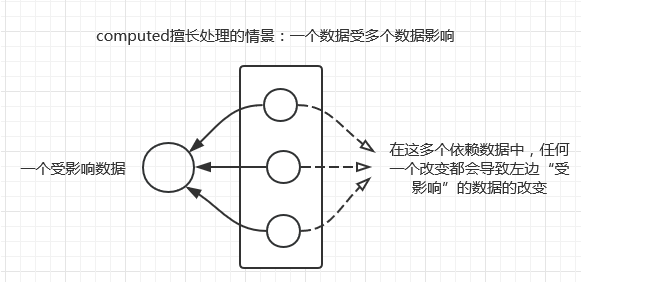 computed擅长处理的情景：一个数据受多个数据影响
一个受影响数据
在这多个依赖数据中，任何
一个改变都会导致左边“受
影响”的数据的改变